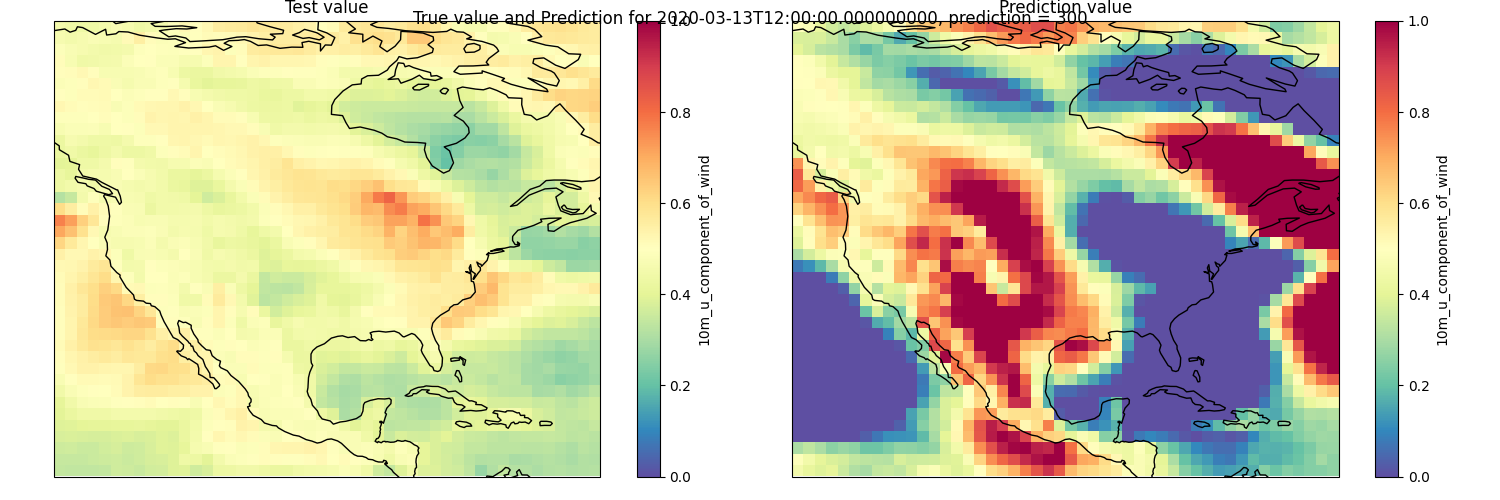 Test value
Prediction value
True value and Prediction for 2020-03-13T12:00:00.000000000, prediction = 300
1.0
0.8
0.6
0.4
0.2
0.0
10m_u_component_of_wind
1.0
0.8
0.6
0.4
0.2
0.0
10m_u_component_of_wind